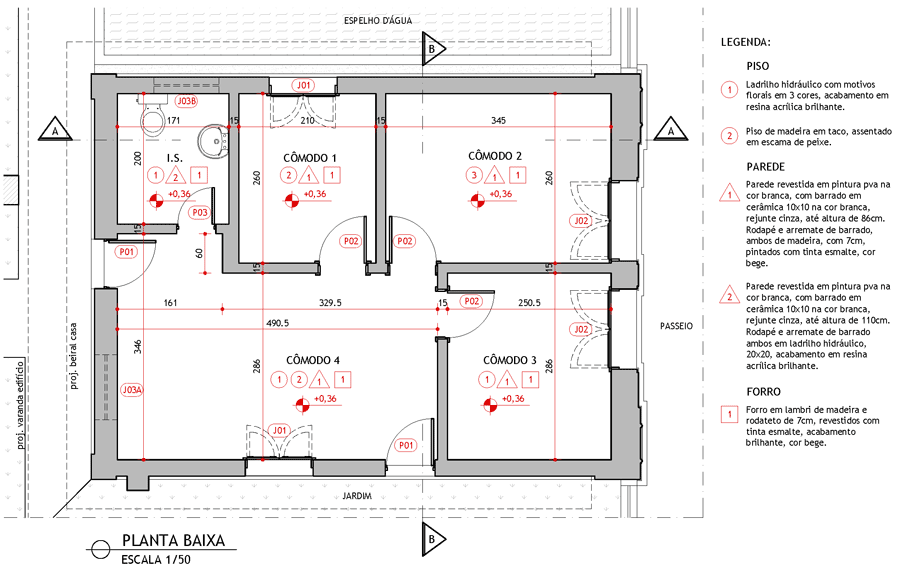 ESPELHO D'ÁGUA
B
LEGENDA:
PISO
1 Ladrilho hidráulico com motivos
florais em 3 cores, acabamento em
resina acrílica brilhante.
2 Piso de madeira em taco, assentado
em escama de peixe.
PAREDE
1 Parede revestida em pintura pva na
cor branca, com barrado em
cerâmica 10x10 na cor branca,
rejunte cinza, até altura de 86cm.
Rodapé e arremate de barrado,
ambos de madeira, com 7cm,
pintados com tinta esmalte, cor
bege.
2 Parede revestida em pintura pva na
cor branca, com barrado em
cerâmica 10x10 na cor branca,
rejunte cinza, até altura de 110cm.
Rodapé e arremate de barrado
ambos em ladrilho hidráulico,
20x20, acabamento em resina
acrílica brilhante.
FORRO
1 Forro em lambri de madeira e
rodateto de 7cm, revestidos com
tinta esmalte, acabamento
brilhante, cor bege.
J01
J03B
171 15 210 15 345
A A
200
I.S.
1 2 1
+0,36
CÔMODO 1
2 1 1
+0,36
260
CÔMODO 2
3 1 1
+0,36
260
P03
J02
15
P01
60
P02 P02
15 15
161 329.5 15 P02 250.5
490.5
J02
PASSEIO
346
286
286
proj. beiral casa
proj. varanda edifício
J03A
CÔMODO 4
1 2 1 1
+0,36
CÔMODO 3
1 1 1
+0,36
J01
P01
JARDIM
B
PLANTA BAIXA
ESCALA 1/50